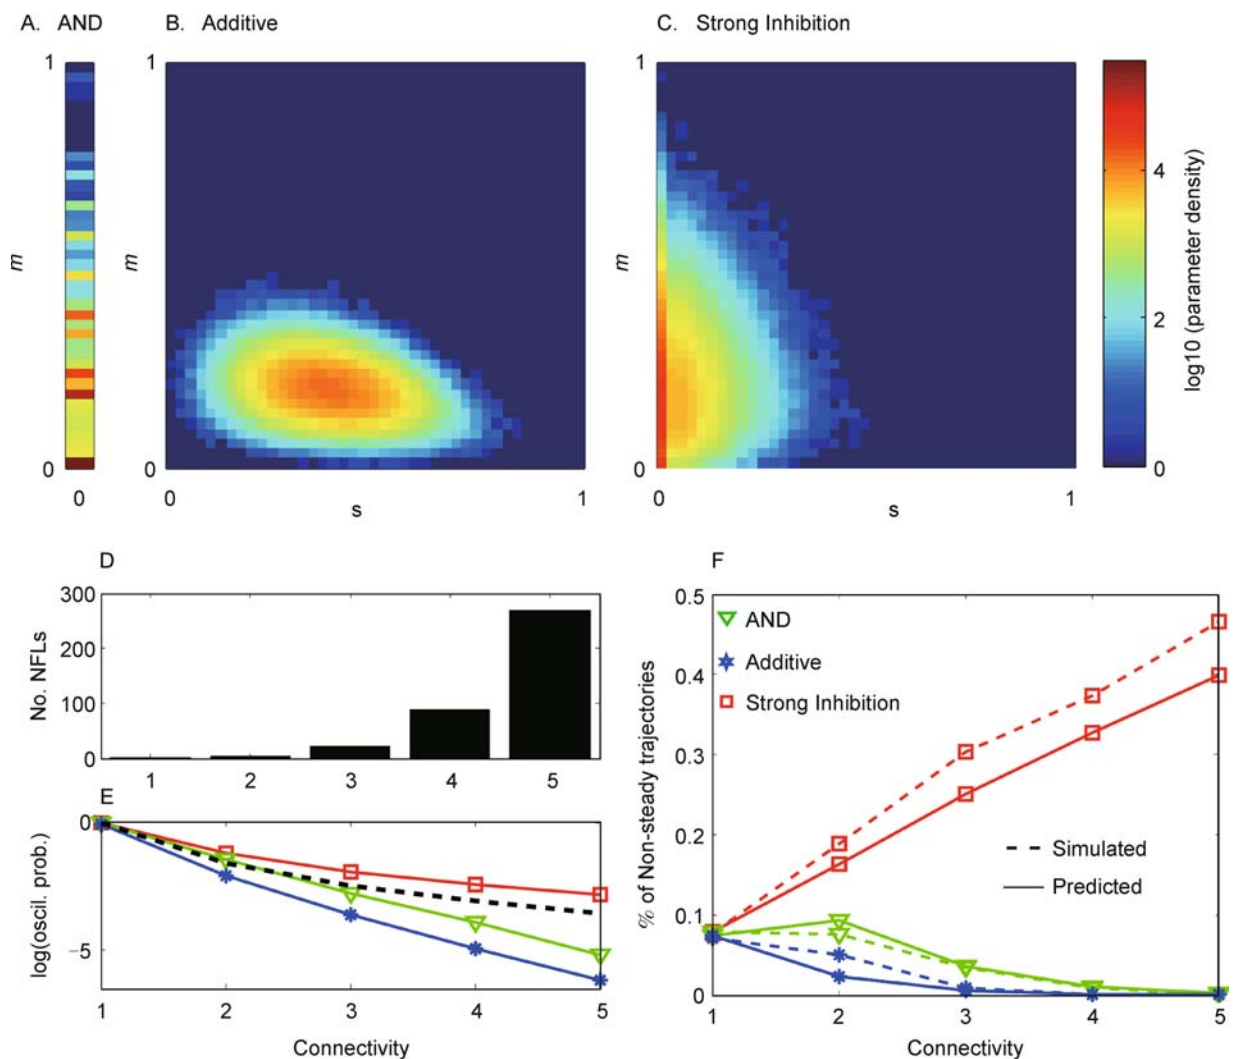 A. AND
B. Additive
C. Strong Inhibition
1
m
0
0
1
m
0
0
s
1
1
m
0
0
s
1
4
2
0
log10 (parameter density)
D
300
200
100
0
No. NFLs
1 2 3 4 5
E
0
−5
log(oscil. prob.)
1 2 3 4 5
Connectivity
F
0.5
0.4
0.3
0.2
0.1
0
% of Non-steady trajectories
AND
Additive
Strong Inhibition
Simulated
Predicted
1 2 3 4 5
Connectivity